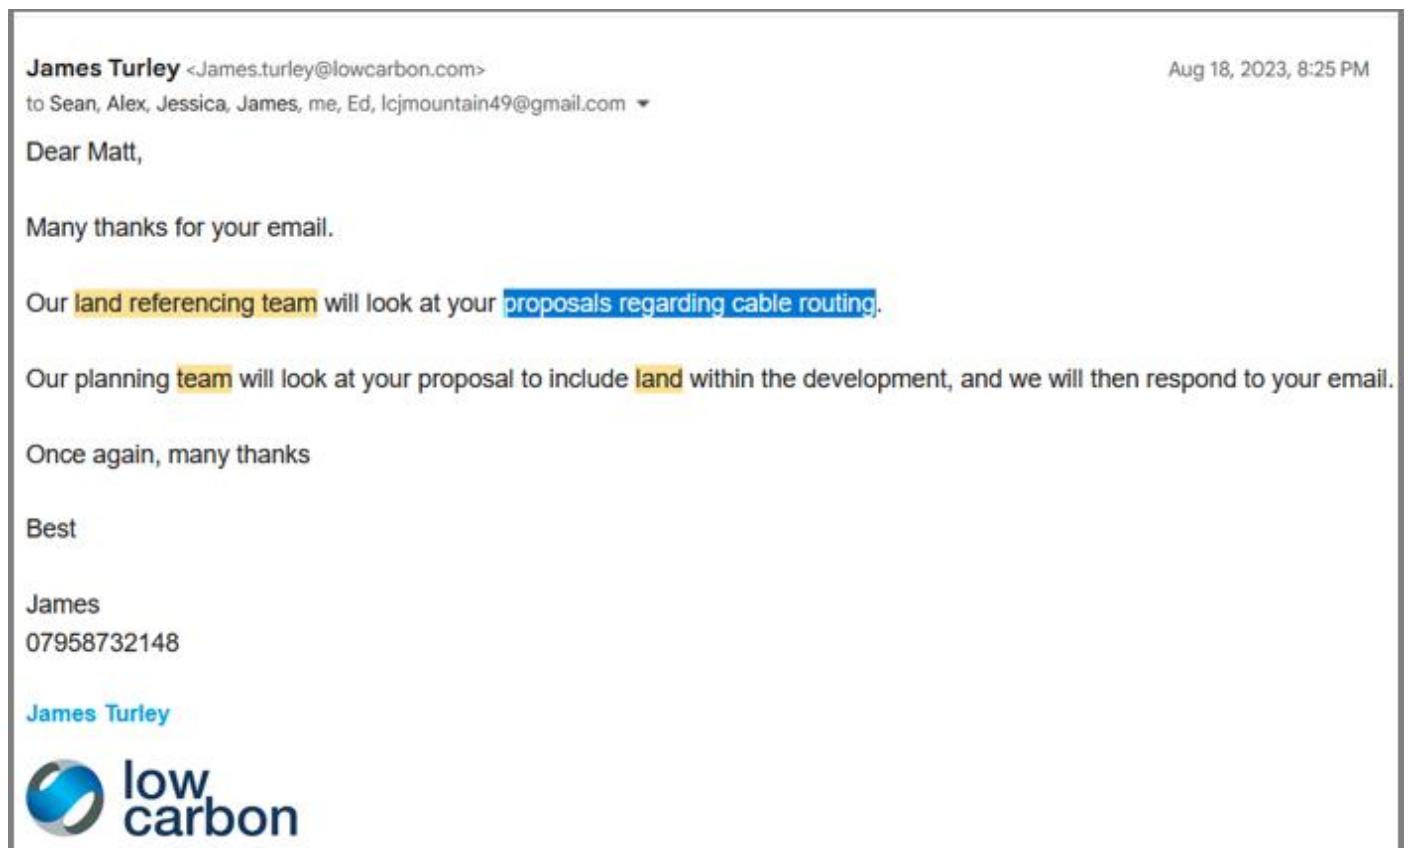 James Turley <James.turley@lowcarbon.com> Aug 18, 2023, 8:25 PM
to Sean, Alex, Jessica, James, me, Ed, lcjmountain49@gmail.com
Dear Matt,
Many thanks for your email.
Our land referencing team will look at your proposals regarding cable routing.
Our planning team will look at your proposal to include land within the development, and we will then respond to your email.
Once again, many thanks
Best
James
07958732148
James Turley
low
carbon